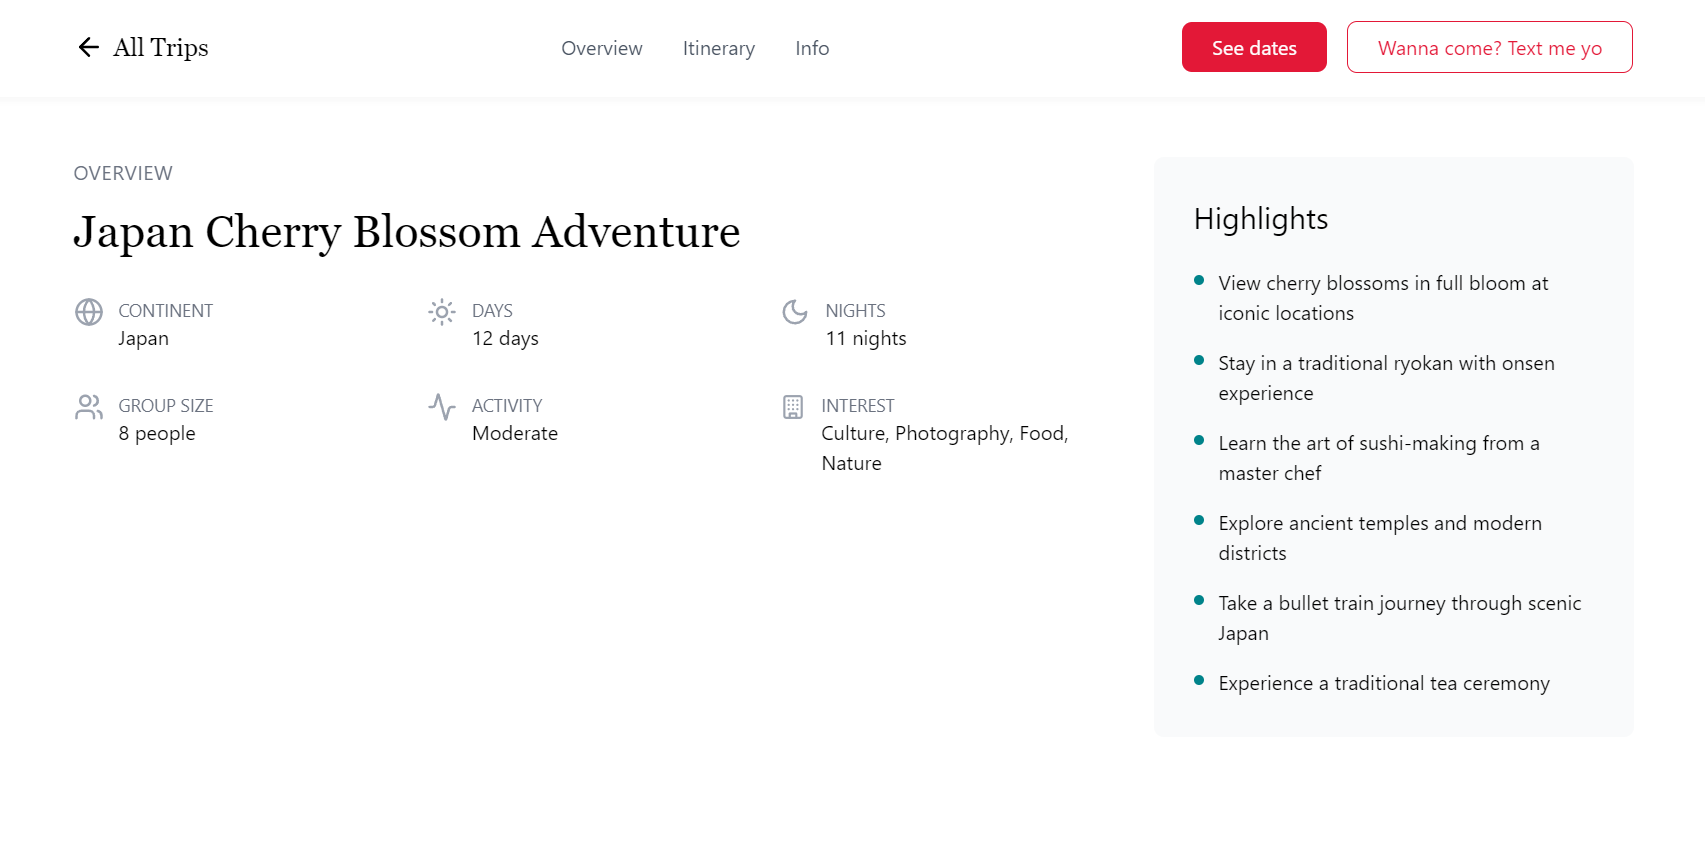 All Trips
Overview
Itinerary
Info
See dates
Wanna come? Text me yo
OVERVIEW
Japan Cherry Blossom Adventure
CONTINENT
Japan
DAYS
12 days
NIGHTS
11 nights
GROUP SIZE
8 people
ACTIVITY
Moderate
INTEREST
Culture, Photography, Food,
Nature
Highlights
View cherry blossoms in full bloom at
iconic locations
Stay in a traditional ryokan with onsen
experience
Learn the art of sushi-making from a
master chef
Explore ancient temples and modern
districts
Take a bullet train journey through scenic
Japan
Experience a traditional tea ceremony